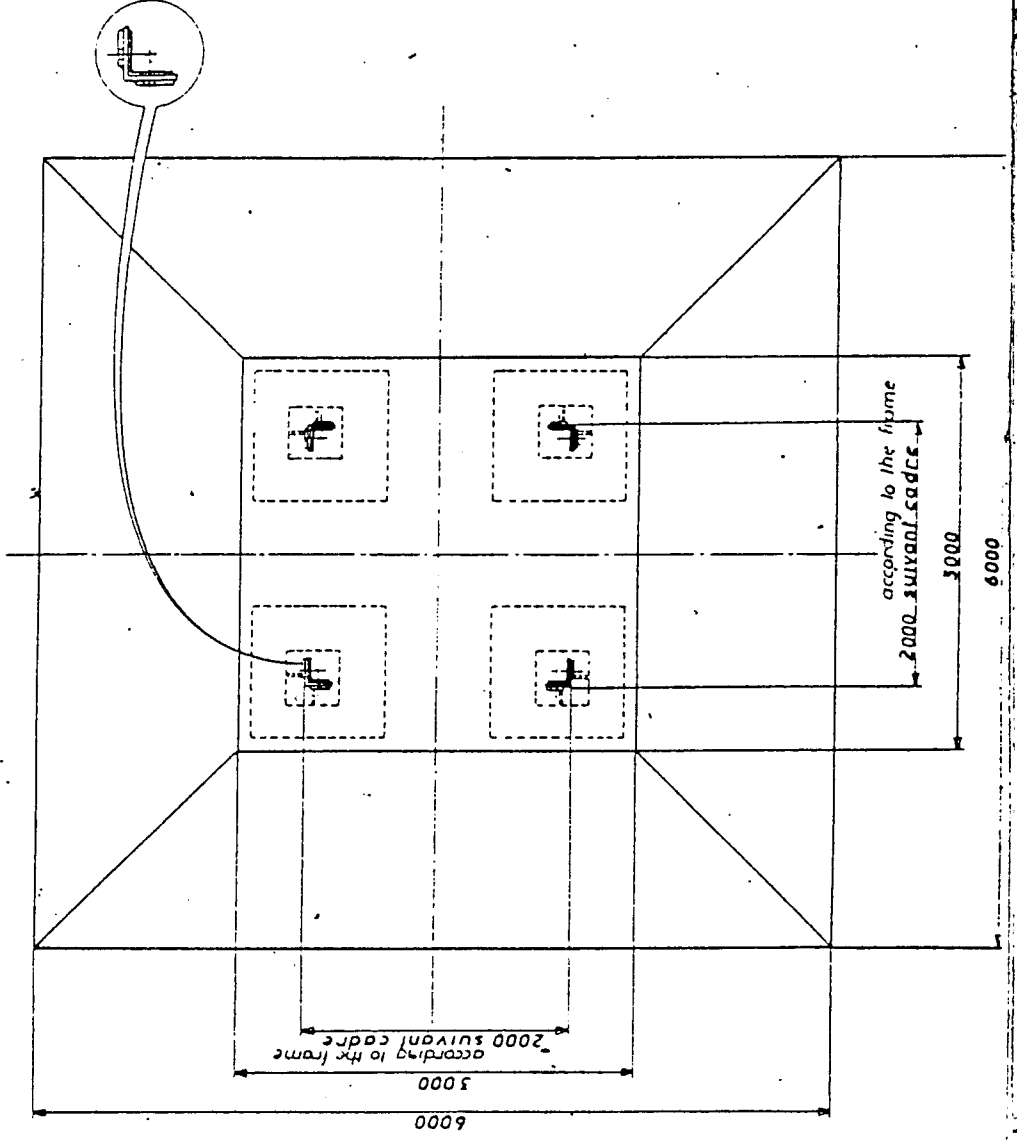 according to the frame
2000 suivant cadre
3000
6000
according to the frame
2000 suivant cadre
3000
6000